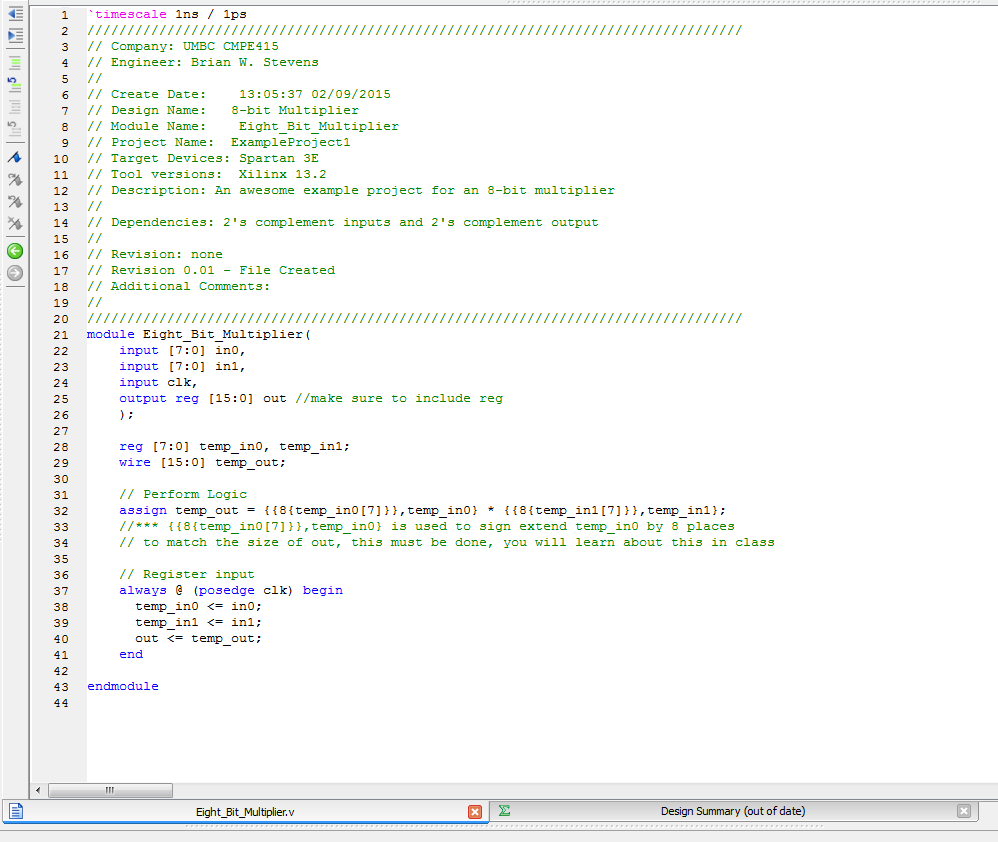 1 `timescale 1ns / 1ps
2 //////////////////////////////////////////////////////////////////////////////////
3 // Company: UMBC CMPE415
4 // Engineer: Brian W. Stevens
5 //
6 // Create Date:    13:05:37 02/09/2015
7 // Design Name:   8-bit Multiplier
8 // Module Name:    Eight_Bit_Multiplier
9 // Project Name:  ExampleProject1
10 // Target Devices: Spartan 3E
11 // Tool versions:  Xilinx 13.2
12 // Description: An awesome example project for an 8-bit multiplier
13 //
14 // Dependencies: 2's complement inputs and 2's complement output
15 //
16 // Revision: none
17 // Revision 0.01 - File Created
18 // Additional Comments:
19 //
20 //////////////////////////////////////////////////////////////////////////////////
21 module Eight_Bit_Multiplier(
22     input [7:0] in0,
23     input [7:0] in1,
24     input clk,
25     output reg [15:0] out //make sure to include reg
26     );
27
28     reg [7:0] temp_in0, temp_in1;
29     wire [15:0] temp_out;
30
31     // Perform Logic
32     assign temp_out = {{8{temp_in0[7]}},temp_in0} * {{8{temp_in1[7]}},temp_in1};
33     //*** {{8{temp_in0[7]}},temp_in0} is used to sign extend temp_in0 by 8 places
34     // to match the size of out, this must be done, you will learn about this in class
35
36     // Register input
37     always @ (posedge clk) begin
38       temp_in0 <= in0;
39       temp_in1 <= in1;
40       out <= temp_out;
41     end
42
43 endmodule
44
Eight_Bit_Multiplier.v
Design Summary (out of date)